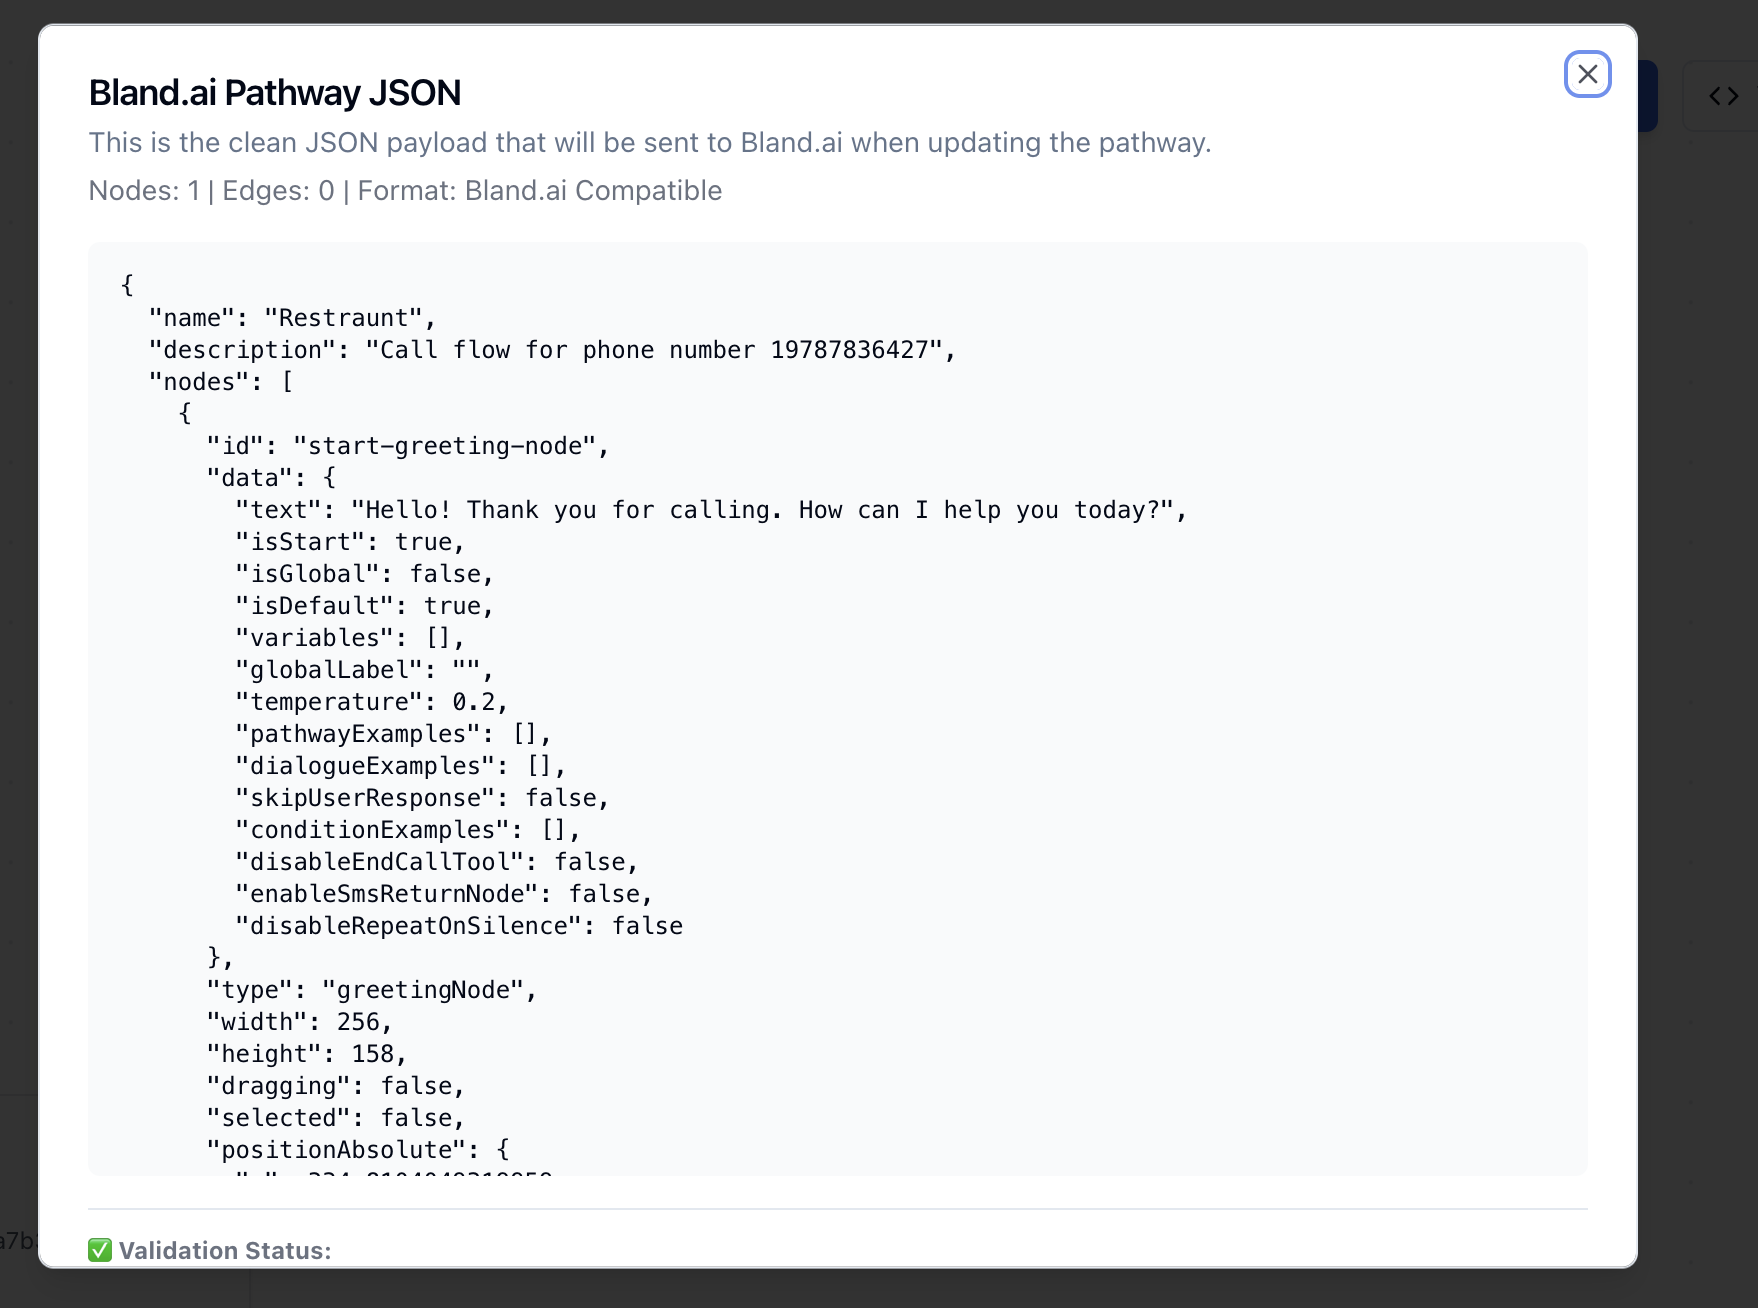 Bland.ai Pathway JSON
This is the clean JSON payload that will be sent to Bland.ai when updating the pathway.
Nodes: 1 | Edges: 0 | Format: Bland.ai Compatible
{
  "name": "Restraunt",
  "description": "Call flow for phone number 19787836427",
  "nodes": [
    {
      "id": "start-greeting-node",
      "data": {
        "text": "Hello! Thank you for calling. How can I help you today?",
        "isStart": true,
        "isGlobal": false,
        "isDefault": true,
        "variables": [],
        "globalLabel": "",
        "temperature": 0.2,
        "pathwayExamples": [],
        "dialogueExamples": [],
        "skipUserResponse": false,
        "conditionExamples": [],
        "disableEndCallTool": false,
        "enableSmsReturnNode": false,
        "disableRepeatOnSilence": false
      },
      "type": "greetingNode",
      "width": 256,
      "height": 158,
      "dragging": false,
      "selected": false,
      "positionAbsolute": {
✅ Validation Status: